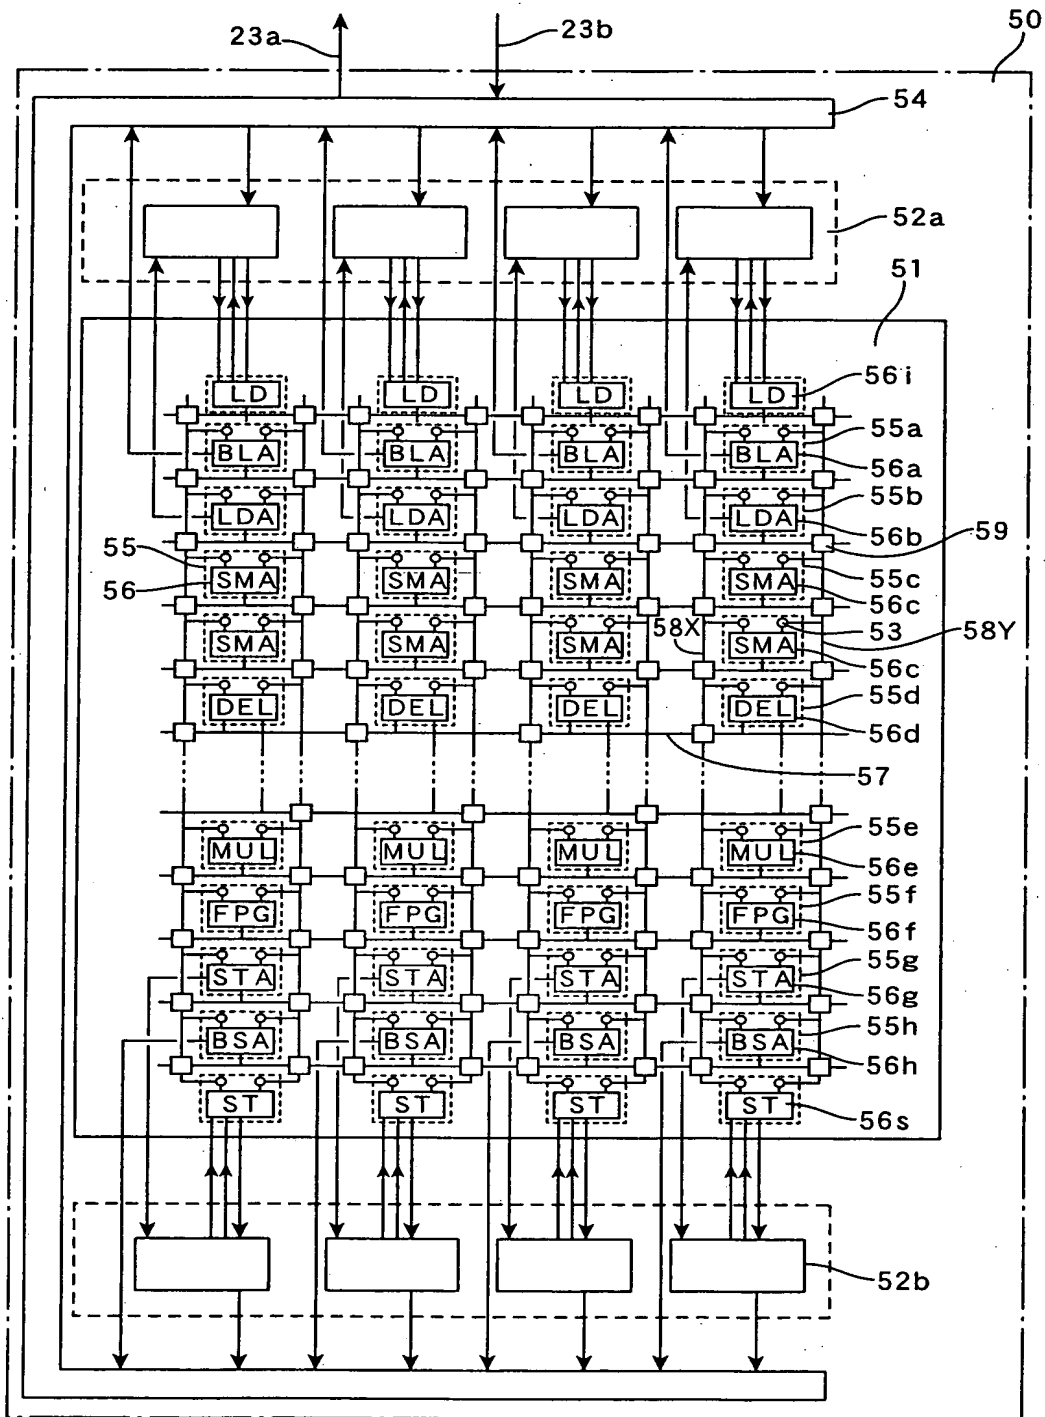 50
23a 23b
54
52a
51
LD LD LD LD 56i
55a
BLA BLA BLA BLA 56a
55b
LDA LDA LDA LDA 56b
59
55 55c
56 SMA SMA SMA SMA 56c
58X 53 58Y
SMA SMA SMA SMA 56c
55d
DEL DEL DEL DEL 56d
57
55e
MUL MUL MUL MUL 56e
55f
FPG FPG FPG FPG 56f
55g
STA STA STA STA 56g
55h
BSA BSA BSA BSA 56h
ST ST ST ST 56s
52b